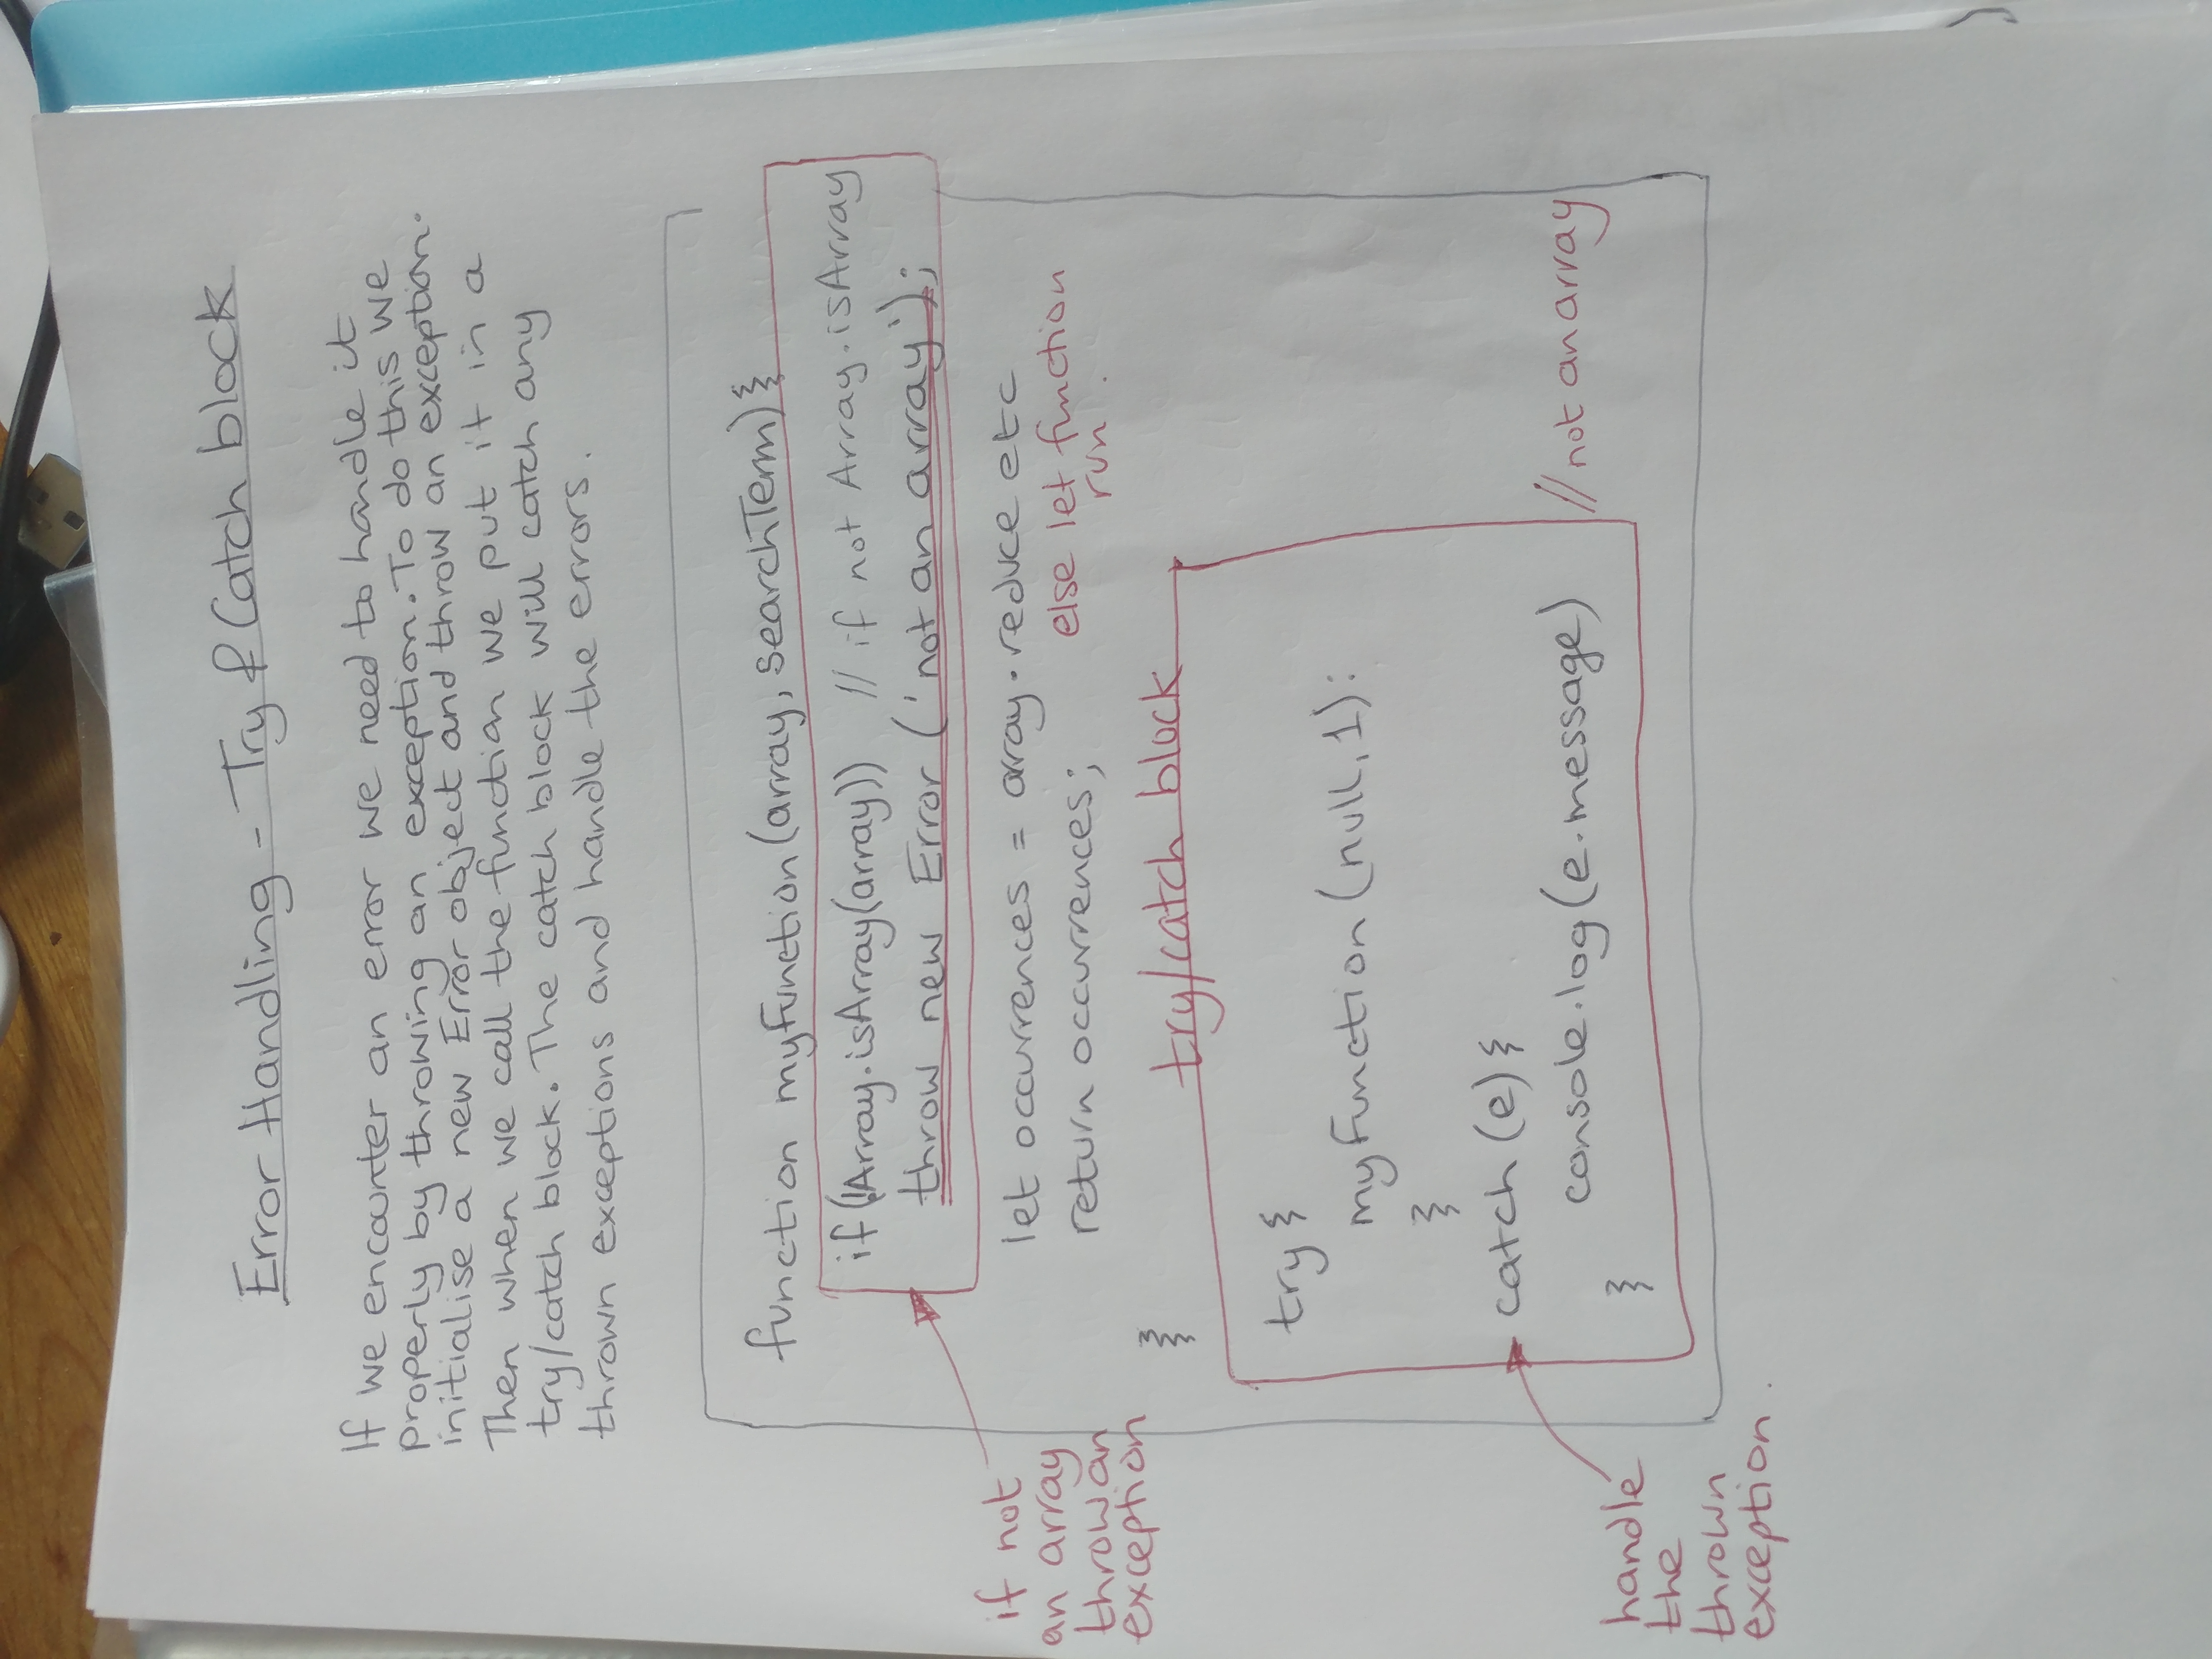 Error Handling - Try & Catch block
If we encounter an error we need to handle it
properly by throwing an exception. To do this we
initialise a new Error object and throw an exception.
Then when we call the function we put it in a
try/catch block. The catch block will catch any
thrown exceptions and handle the errors.
function myfunction(array, searchTerm){
if(!Array.isArray(array)) // if not Array.isArray
throw new Error ('not an array');
if not
an array
throw an
exception
let occurrences = array.reduce etc
return occurrences;
else let function
run.
}
try/catch block
try {
myfunction(null, 1):
}
catch (e) {
console.log(e.message) // not an array
}
handle
the
thrown
exception.